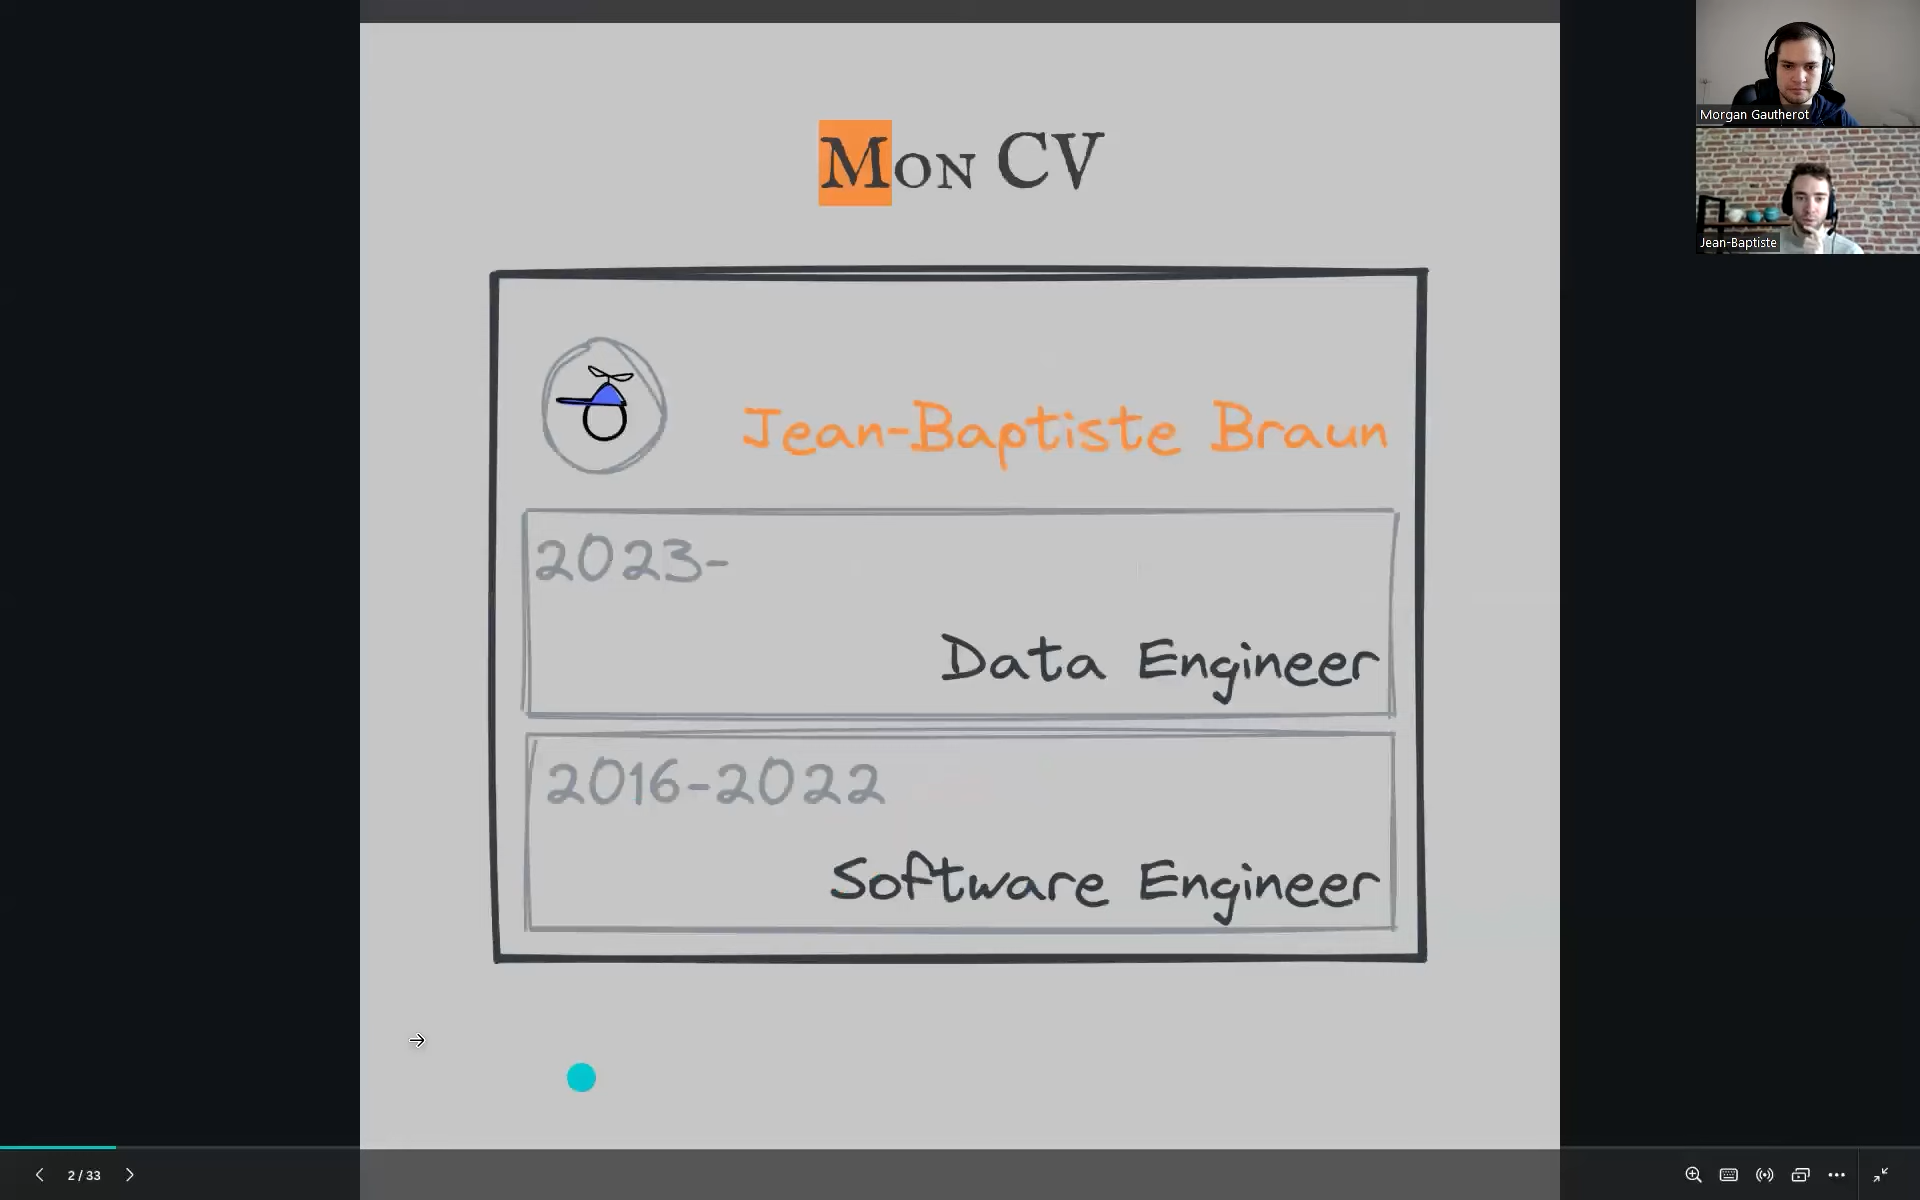 Mon CV
Jean-Baptiste Braun
2023-
Data Engineer
2016-2022
Software Engineer
Morgan Gautherot
Jean-Baptiste
2 / 33